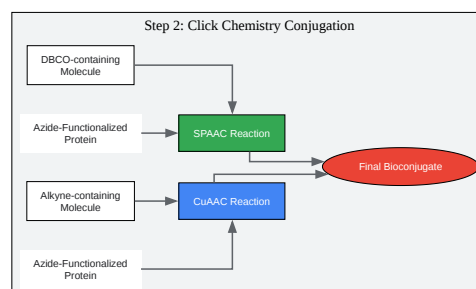 Step 2: Click Chemistry Conjugation
DBCO-containing
Molecule
Azide-Functionalized
Protein
SPAAC Reaction
Final Bioconjugate
Alkyne-containing
Molecule
CuAAC Reaction
Azide-Functionalized
Protein